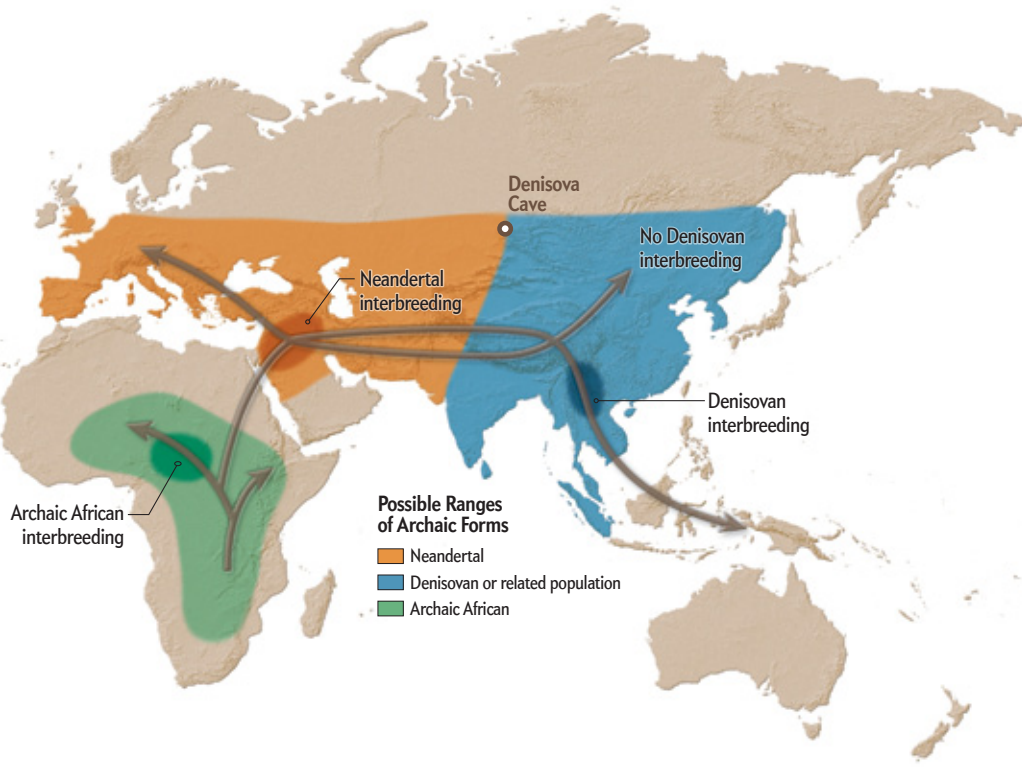 Denisova
Cave
No Denisovan
interbreeding
Neandertal
interbreeding
Denisovan
interbreeding
Archaic African
interbreeding
Possible Ranges
of Archaic Forms
Neandertal
Denisovan or related population
Archaic African